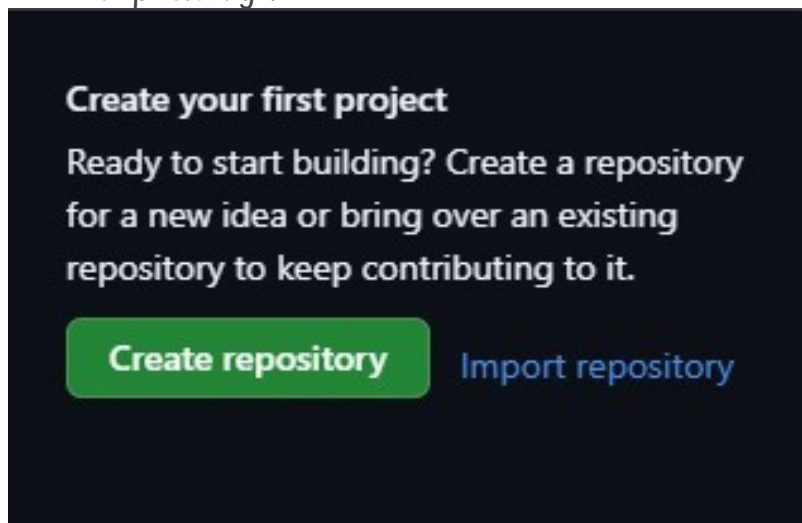 Create your first project
Ready to start building? Create a repository
for a new idea or bring over an existing
repository to keep contributing to it.
Create repository
Import repository